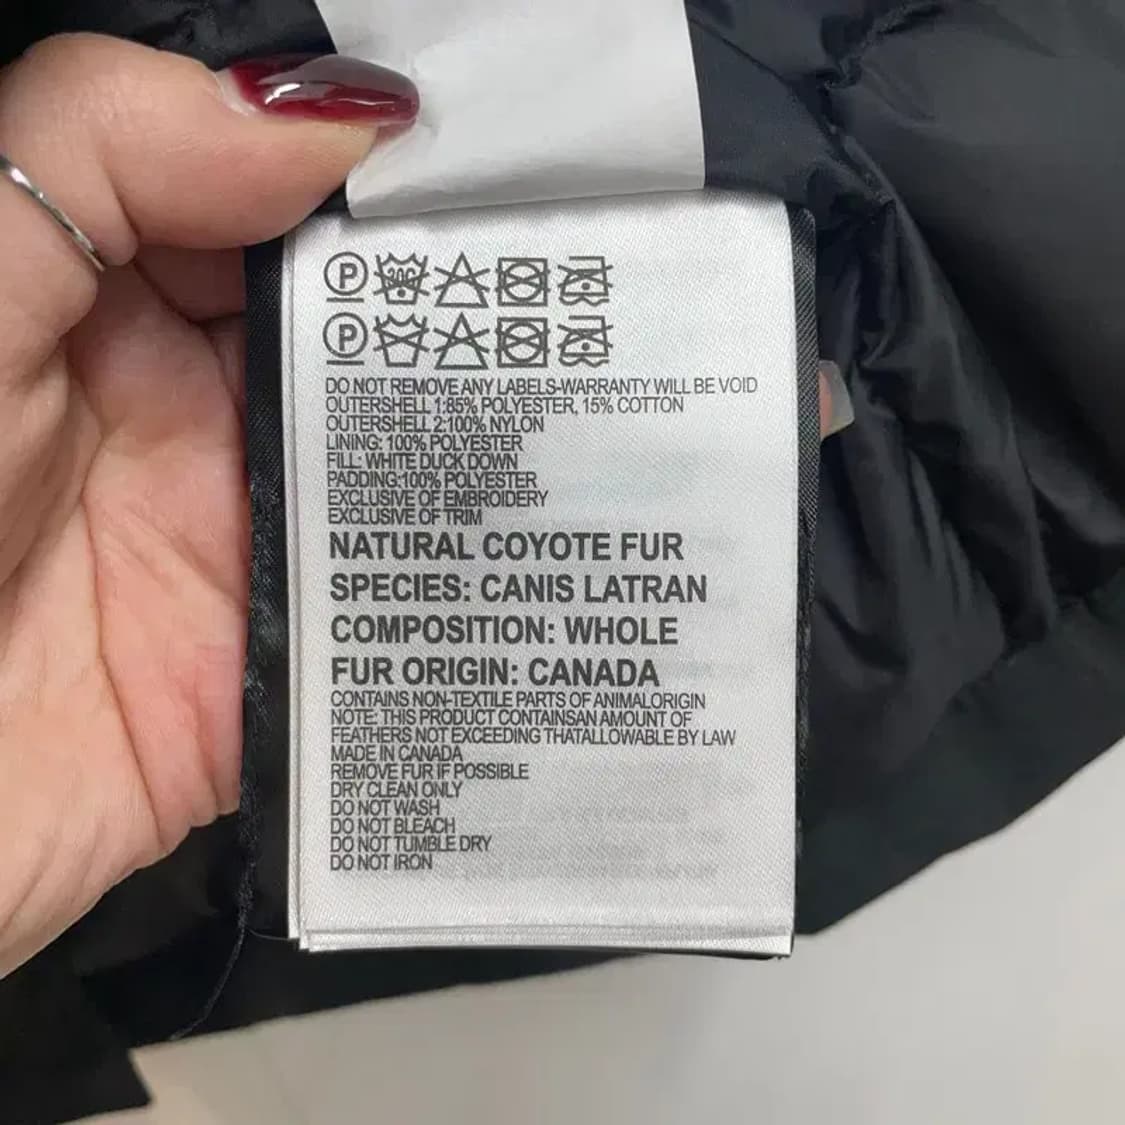 P 30C
P
DO NOT REMOVE ANY LABELS-WARRANTY WILL BE VOID
OUTERSHELL 1:85% POLYESTER, 15% COTTON
OUTERSHELL 2:100% NYLON
LINING: 100% POLYESTER
FILL: WHITE DUCK DOWN
PADDING:100% POLYESTER
EXCLUSIVE OF EMBROIDERY
EXCLUSIVE OF TRIM
NATURAL COYOTE FUR
SPECIES: CANIS LATRAN
COMPOSITION: WHOLE
FUR ORIGIN: CANADA
CONTAINS NON-TEXTILE PARTS OF ANIMALORIGIN
NOTE: THIS PRODUCT CONTAINSAN AMOUNT OF
FEATHERS NOT EXCEEDING THATALLOWABLE BY LAW
MADE IN CANADA
REMOVE FUR IF POSSIBLE
DRY CLEAN ONLY
DO NOT WASH
DO NOT BLEACH
DO NOT TUMBLE DRY
DO NOT IRON